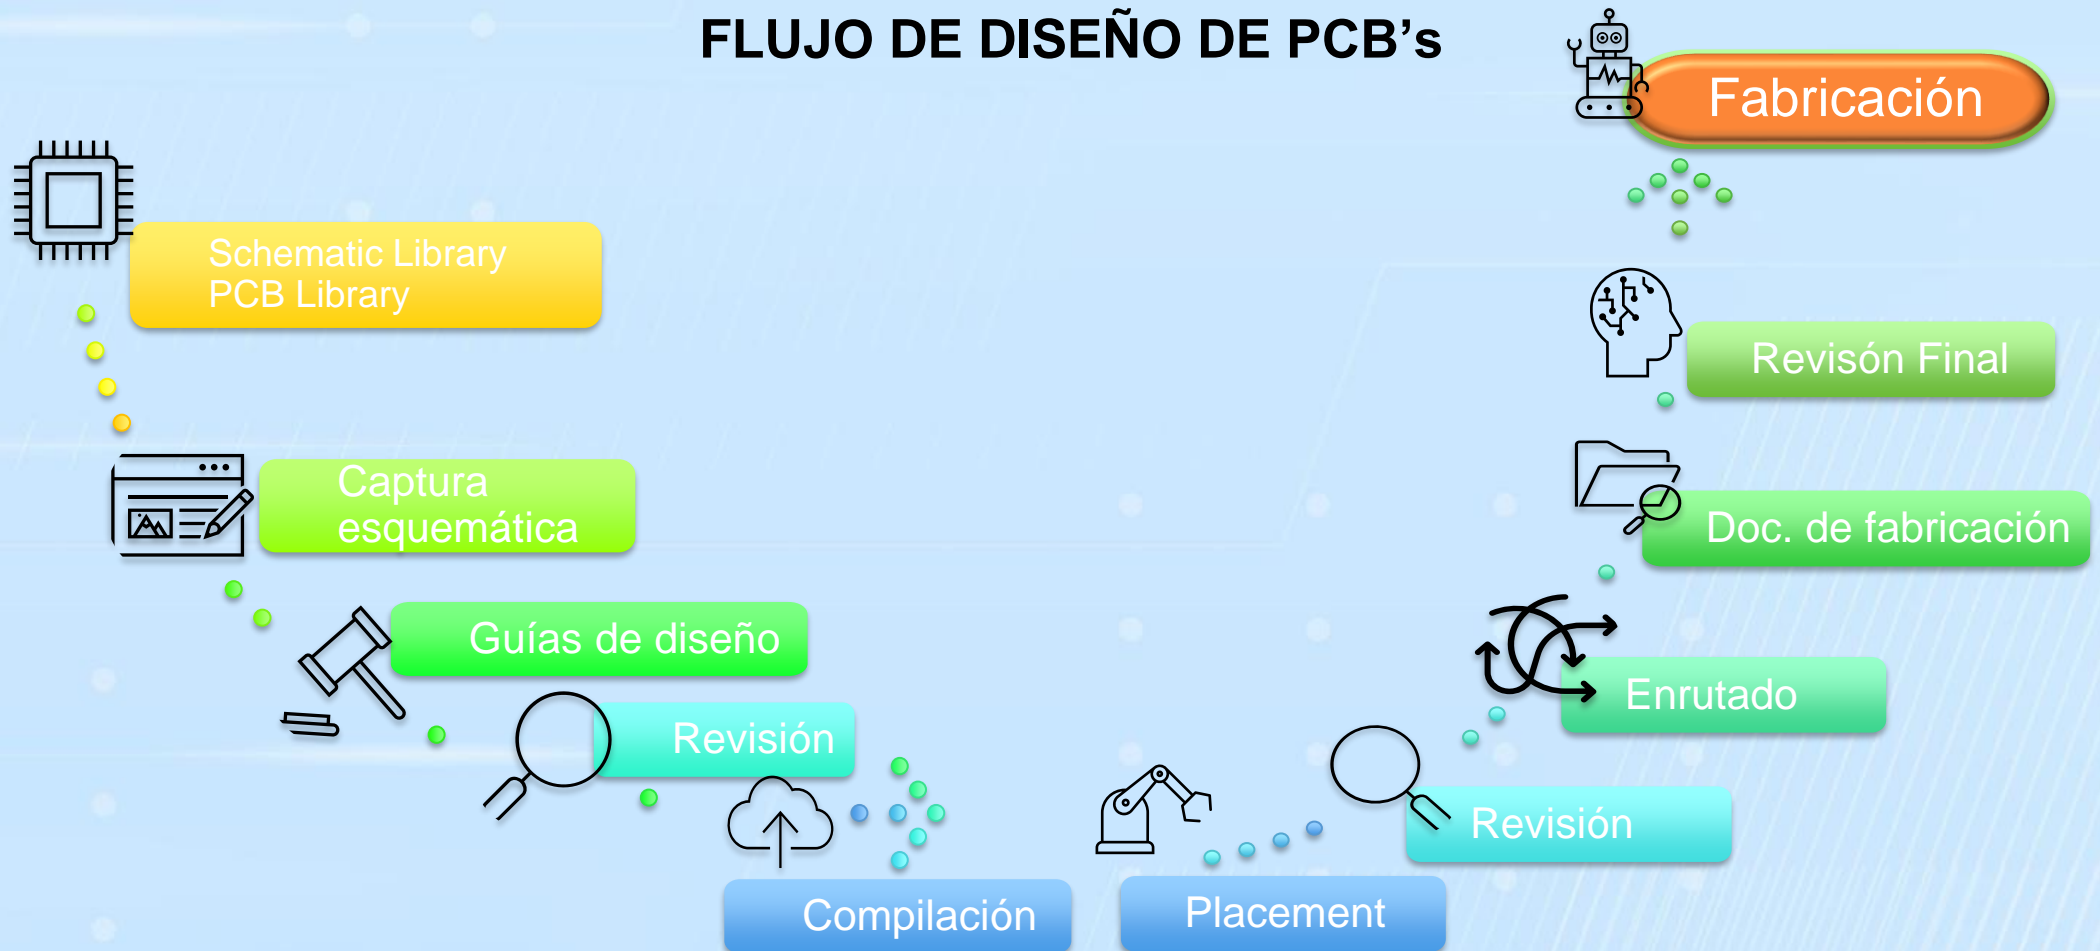 FLUJO DE DISEÑO DE PCB’s
Schematic Library
PCB Library
Captura
esquemática
Guías de diseño
Revisión
Compilación
Placement
Revisión
Enrutado
Doc. de fabricación
Revisón Final
Fabricación